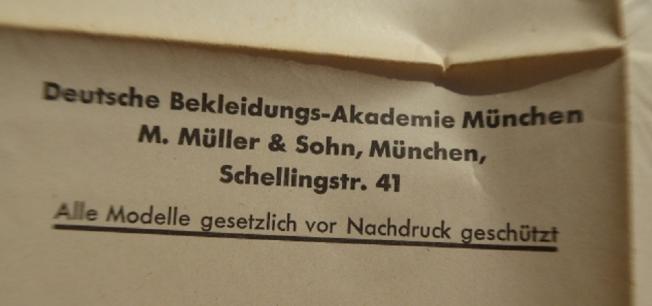 Deutsche Bekleidungs-Akademie München
M. Müller & Sohn, München,
Schellingstr. 41
Alle Modelle gesetzlich vor Nachdruck geschützt